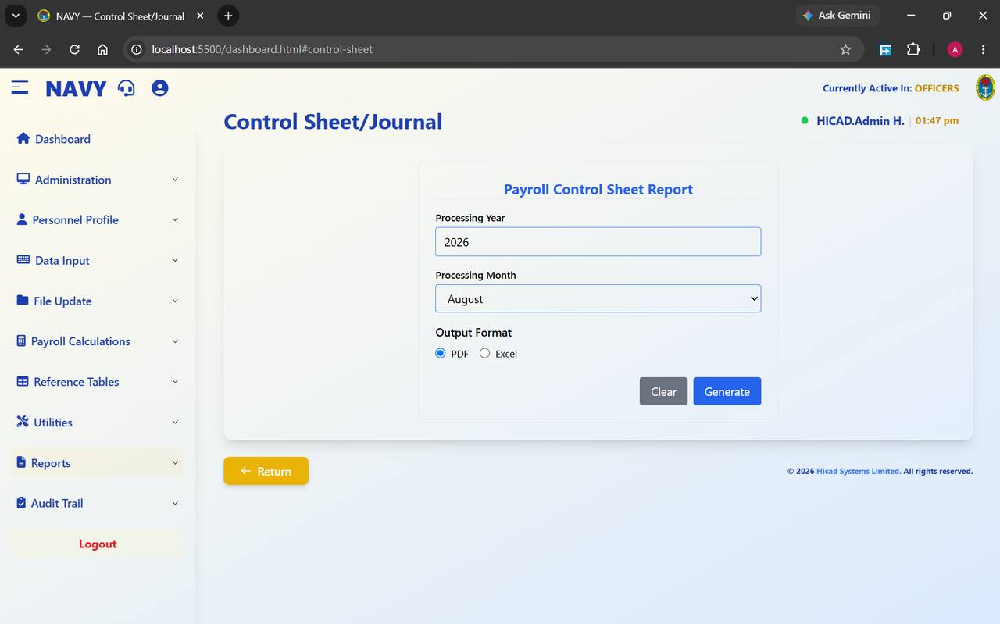 NAVY — Control Sheet/Journal
Ask Gemini
localhost:5500/dashboard.html#control-sheet
A
NAVY
Currently Active In: OFFICERS
Control Sheet/Journal
HICAD.Admin H. | 01:47 pm
Dashboard
Administration
Personnel Profile
Data Input
File Update
Payroll Calculations
Reference Tables
Utilities
Reports
Audit Trail
Logout
Payroll Control Sheet Report
Processing Year
2026
Processing Month
August
Output Format
PDF Excel
Clear Generate
Return
© 2026 Hicad Systems Limited. All rights reserved.